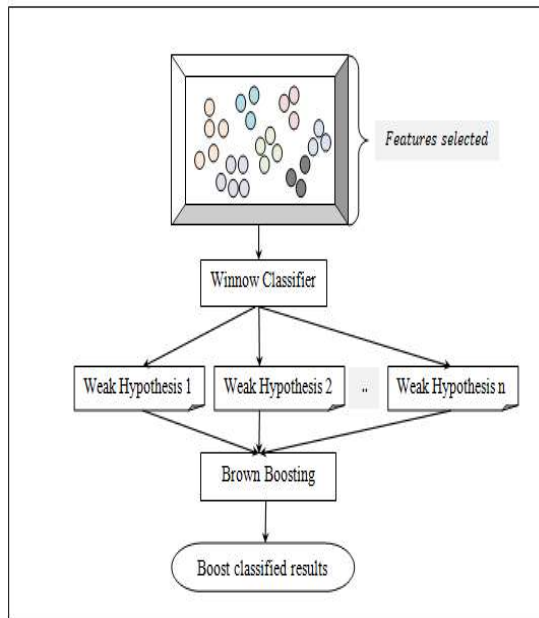 Features selected
Winnow Classifier
Weak Hypothesis 1
Weak Hypothesis 2
..
Weak Hypothesis n
Brown Boosting
Boost classified results